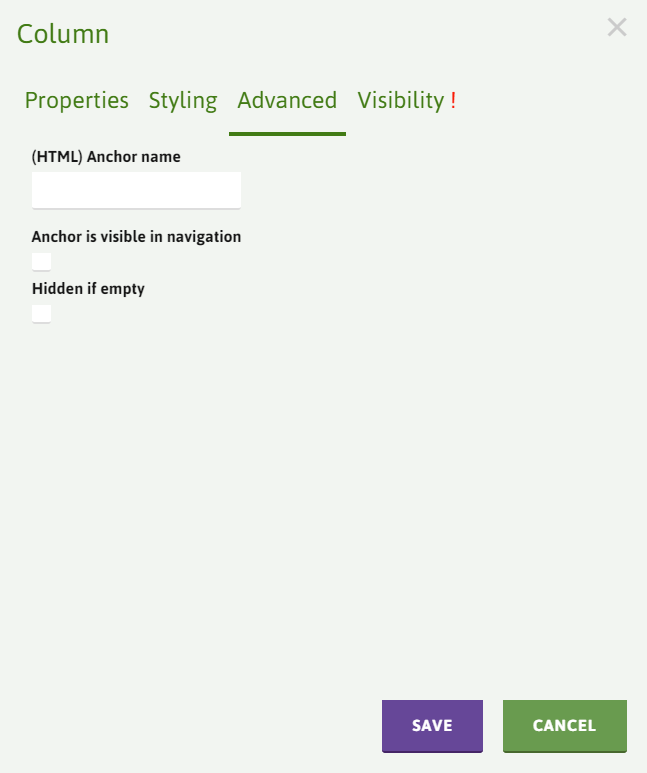 Column
Properties Styling Advanced Visibility !
(HTML) Anchor name
Anchor is visible in navigation
Hidden if empty
SAVE CANCEL